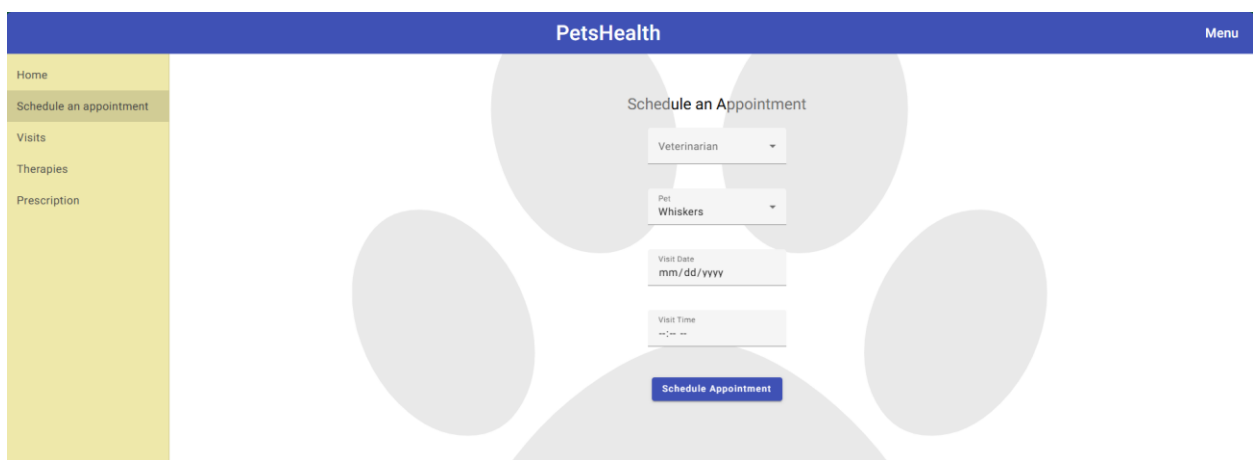 PetsHealth
Menu
Home
Schedule an appointment
Visits
Therapies
Prescription
Schedule an Appointment
Veterinarian
Pet
Whiskers
Visit Date
mm/dd/yyyy
Visit Time
--:-- --
Schedule Appointment